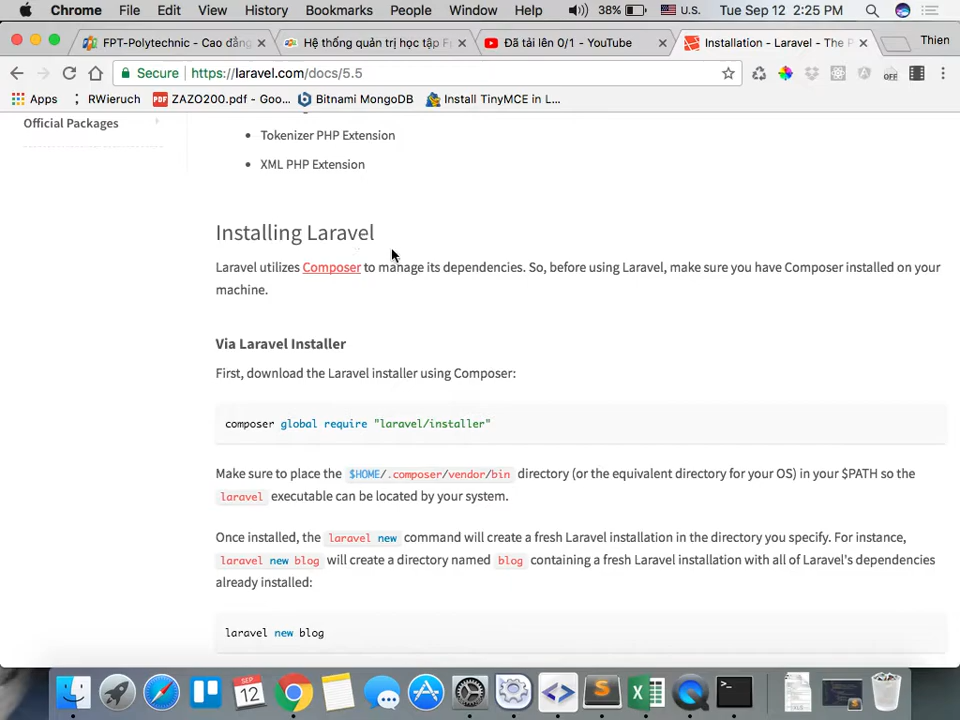 Chrome File Edit View History Bookmarks People Window Help 38% U.S. Tue Sep 12 2:25 PM
FPT-Polytechnic - Cao đẳng Hệ thống quản trị học tập Đã tải lên 0/1 - YouTube Installation - Laravel - The P Thien
Secure https://laravel.com/docs/5.5
Apps RWieruch ZAZO200.pdf - Goo... Bitnami MongoDB Install TinyMCE in L...
Official Packages
• Tokenizer PHP Extension
• XML PHP Extension
Installing Laravel
Laravel utilizes Composer to manage its dependencies. So, before using Laravel, make sure you have Composer installed on your
machine.
Via Laravel Installer
First, download the Laravel installer using Composer:
composer global require "laravel/installer"
Make sure to place the $HOME/.composer/vendor/bin directory (or the equivalent directory for your OS) in your $PATH so the
laravel executable can be located by your system.
Once installed, the laravel new command will create a fresh Laravel installation in the directory you specify. For instance,
laravel new blog will create a directory named blog containing a fresh Laravel installation with all of Laravel's dependencies
already installed:
laravel new blog
SEP
12